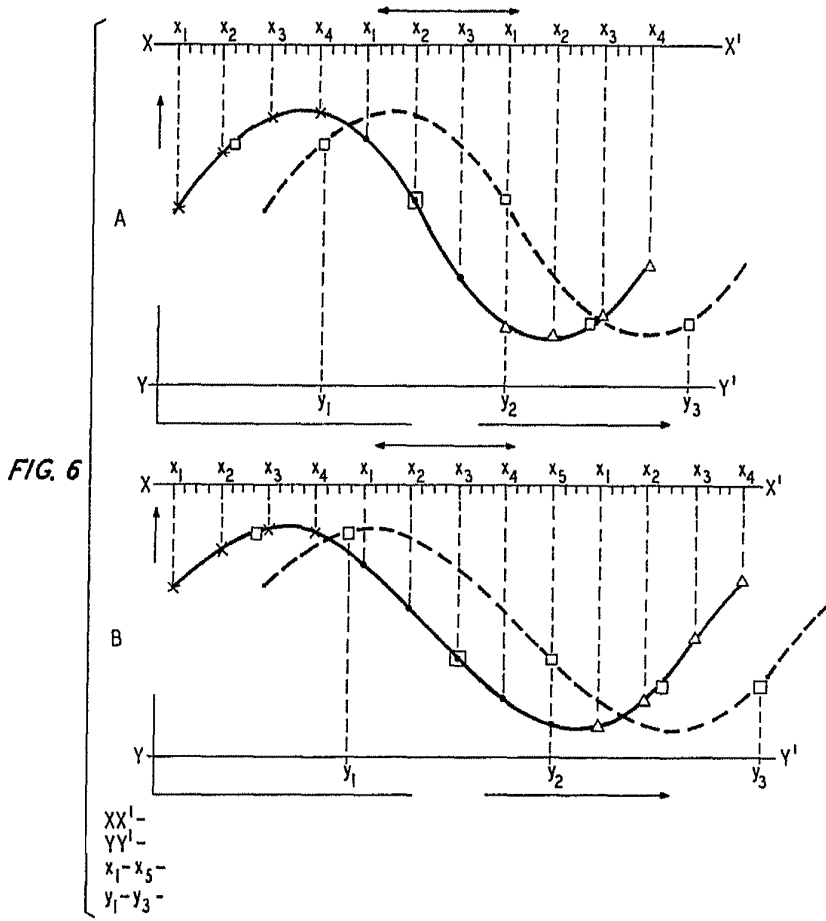 x₁ x₂ x₃ x₄ x₁ x₂ x₃ x₁ x₂ x₃ x₄
X X'
A
Y Y'
y₁ y₂ y₃
FIG. 6
x₁ x₂ x₃ x₄ x₁ x₂ x₃ x₄ x₅ x₁ x₂ x₃ x₄
X X'
B
Y Y'
y₁ y₂ y₃
XX'-
YY'-
x₁-x₅-
y₁-y₃-